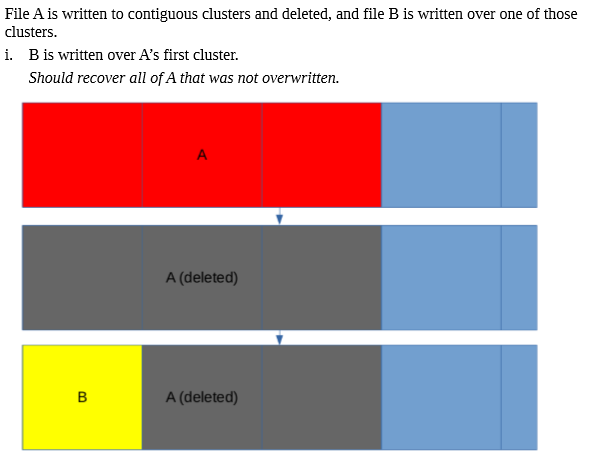 File A is written to contiguous clusters and deleted, and file B is written over one of those
clusters.
i. B is written over A’s first cluster.
Should recover all of A that was not overwritten.
A
A (deleted)
B
A (deleted)